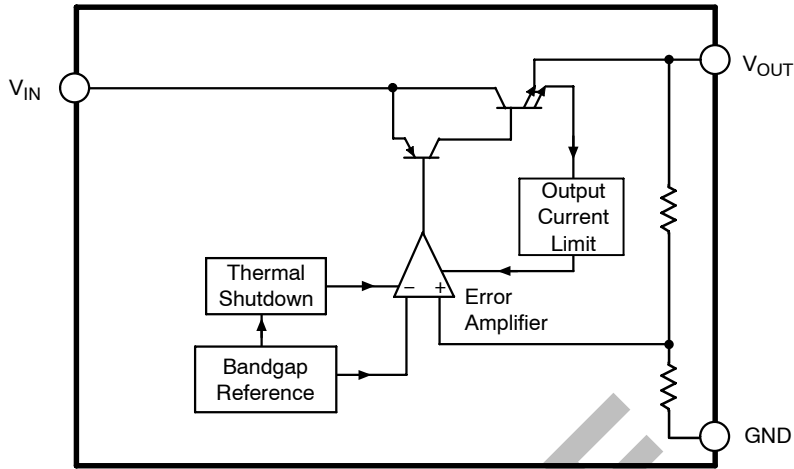 V_IN
V_OUT
Output
Current
Limit
Thermal
Shutdown
− +
Error
Amplifier
Bandgap
Reference
GND